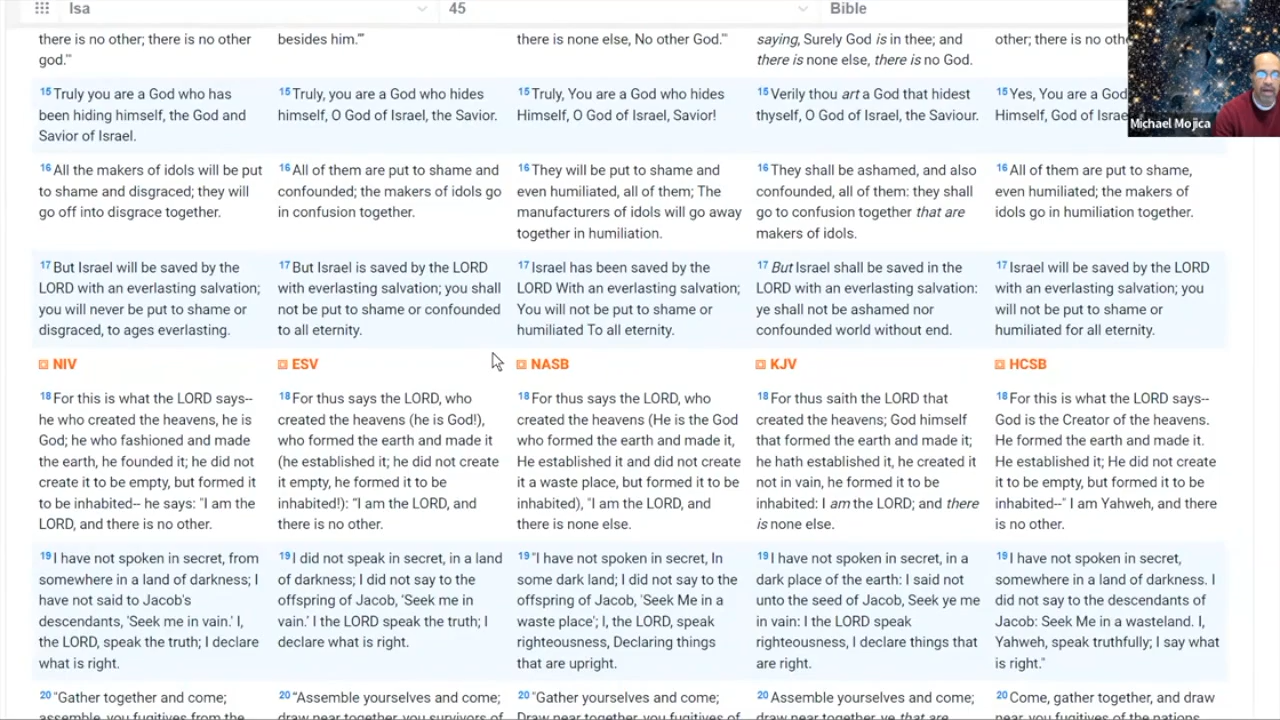 Isa
45
Bible
there is no other; there is no other
god.'"
besides him.'"
there is none else, No other God.'"
saying, Surely God is in thee; and
there is none else, there is no God.
other; there is no
15 Truly you are a God who has
been hiding himself, the God and
Savior of Israel.
15 Truly, you are a God who hides
himself, O God of Israel, the Savior.
15 Truly, You are a God who hides
Himself, O God of Israel, Savior!
15 Verily thou art a God that hidest
thyself, O God of Israel, the Saviour.
15 Yes, You are a God
Himself, God of Israel
Michael Mojica
16 All the makers of idols will be put
to shame and disgraced; they will
go off into disgrace together.
16 All of them are put to shame and
confounded; the makers of idols go
in confusion together.
16 They will be put to shame and
even humiliated, all of them; The
manufacturers of idols will go away
together in humiliation.
16 They shall be ashamed, and also
confounded, all of them: they shall
go to confusion together that are
makers of idols.
16 All of them are put to shame,
even humiliated; the makers of
idols go in humiliation together.
17 But Israel will be saved by the
LORD with an everlasting salvation;
you will never be put to shame or
disgraced, to ages everlasting.
17 But Israel is saved by the LORD
with everlasting salvation; you shall
not be put to shame or confounded
to all eternity.
17 Israel has been saved by the
LORD With an everlasting salvation;
You will not be put to shame or
humiliated To all eternity.
17 But Israel shall be saved in the
LORD with an everlasting salvation:
ye shall not be ashamed nor
confounded world without end.
17 Israel will be saved by the LORD
with an everlasting salvation; you
will not be put to shame or
humiliated for all eternity.
NIV
ESV
NASB
KJV
HCSB
18 For this is what the LORD says--
he who created the heavens, he is
God; he who fashioned and made
the earth, he founded it; he did not
create it to be empty, but formed it
to be inhabited-- he says: "I am the
LORD, and there is no other.
18 For thus says the LORD, who
created the heavens (he is God!),
who formed the earth and made it
(he established it; he did not create
it empty, he formed it to be
inhabited!): "I am the LORD, and
there is no other.
18 For thus says the LORD, who
created the heavens (He is the God
who formed the earth and made it,
He established it and did not create
it a waste place, but formed it to be
inhabited), "I am the LORD, and
there is none else.
18 For thus saith the LORD that
created the heavens; God himself
that formed the earth and made it;
he hath established it, he created it
not in vain, he formed it to be
inhabited: I am the LORD; and there
is none else.
18 For this is what the LORD says--
God is the Creator of the heavens.
He formed the earth and made it.
He established it; He did not create
it to be empty, but formed it to be
inhabited--" I am Yahweh, and there
is no other.
19 I have not spoken in secret, from
somewhere in a land of darkness; I
have not said to Jacob's
descendants, 'Seek me in vain.' I,
the LORD, speak the truth; I declare
what is right.
19 I did not speak in secret, in a land
of darkness; I did not say to the
offspring of Jacob, 'Seek me in
vain.' I the LORD speak the truth; I
declare what is right.
19 "I have not spoken in secret, In
some dark land; I did not say to the
offspring of Jacob, 'Seek Me in a
waste place'; I, the LORD, speak
righteousness, Declaring things
that are upright.
19 I have not spoken in secret, in a
dark place of the earth: I said not
unto the seed of Jacob, Seek ye me
in vain: I the LORD speak
righteousness, I declare things that
are right.
19 I have not spoken in secret,
somewhere in a land of darkness. I
did not say to the descendants of
Jacob: Seek Me in a wasteland. I,
Yahweh, speak truthfully; I say what
is right."
20 "Gather together and come;
assemble, you fugitives from the
20 "Assemble yourselves and come;
draw near together, you survivors of
20 "Gather yourselves and come;
Draw near together, you fugitives of
20 Assemble yourselves and come;
draw near together, ye that are
20 Come, gather together, and draw
near, you fugitives of the nations.